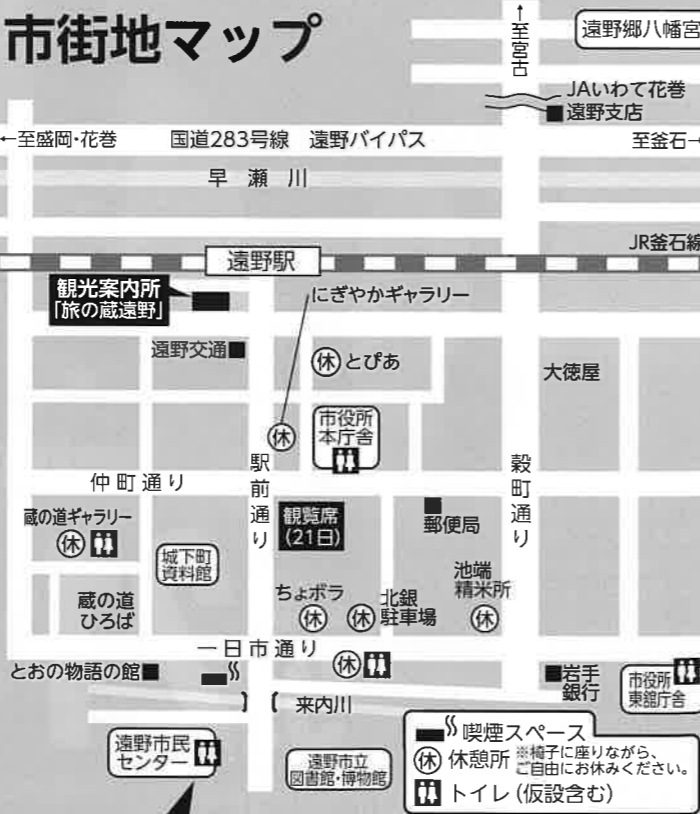 市街地マップ
↑至宮古
遠野郷八幡宮
JAいわて花巻
遠野支店
←至盛岡・花巻
国道283号線 遠野バイパス
至釜石→
早瀬川
JR釜石線
遠野駅
観光案内所
「旅の蔵遠野」
にぎやかギャラリー
遠野交通
休 とぴあ
大徳屋
休
市役所
本庁舎
駅前通り
穀町通り
仲町通り
蔵の道ギャラリー
休
観覧席
(21日)
郵便局
城下町
資料館
蔵の道
ひろば
ちょボラ
休
休
北銀
駐車場
池端
精米所
休
一日市通り
とおの物語の館
休
岩手
銀行
市役所
東舘庁舎
来内川
遠野市民
センター
遠野市立
図書館・博物館
喫煙スペース
休 休憩所 ※椅子に座りながら、
ご自由にお休みください。
トイレ(仮設含む)